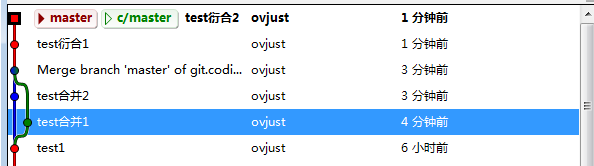 master c/master test衍合2 ovjust 1 分钟前
test衍合1 ovjust 1 分钟前
Merge branch 'master' of git.codi... ovjust 3 分钟前
test合并2 ovjust 3 分钟前
test合并1 ovjust 4 分钟前
test1 ovjust 6 小时前